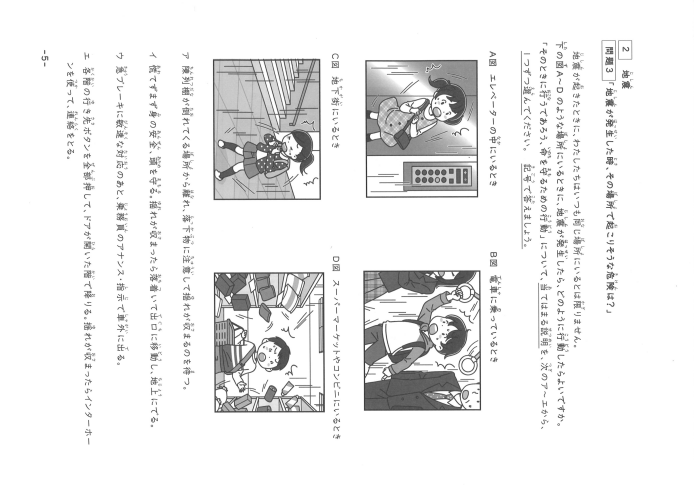 2 地震
問題3 「地震が発生した時、その場所で起こりそうな危険は?」
地震が起きたときに、わたしたちはいつも同じ場所にいるとは限りません。
下の図A~Dのような場所にいるときに、地震が発生したら、どのように行動したらよいですか。
「そのときに行うであろう、命を守るための行動」について、当てはまる説明を、次のア~エから、
1つずつ選んでください。 記号で答えましょう。
A図 エレベーターの中にいるとき
B図 電車に乗っているとき
C図 地下街にいるとき
D図 スーパーマーケットやコンビニにいるとき
ア 陳列棚が倒れてくる場所から離れ、落下物に注意して揺れが収まるのを待つ。
イ 慌てずまず身の安全。頭を守る。揺れが収まったら落着いて出口に移動し、地上にでる。
ウ 急ブレーキに敏速な対応のあと、乗務員のアナンス・指示で車外に出る。
エ 各階の行き先ボタンを全部押して、ドアが開いた階で降りる。揺れが収まったらインターホー
ンを使って、連絡をとる。
-5-